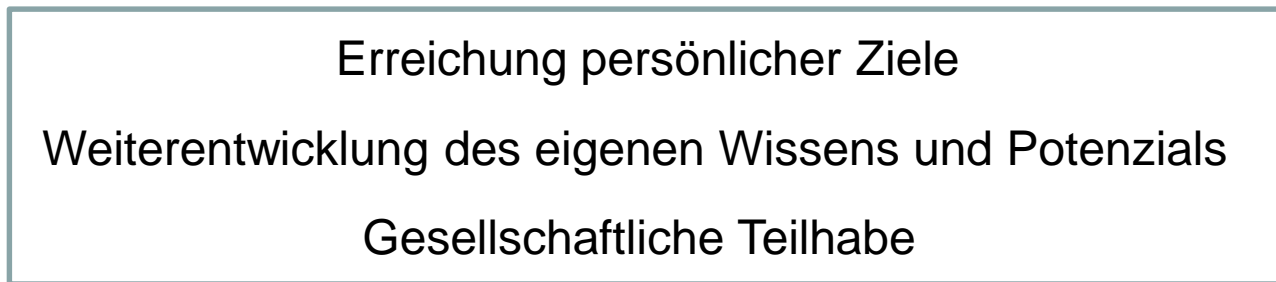 Erreichung persönlicher Ziele
Weiterentwicklung des eigenen Wissens und Potenzials
Gesellschaftliche Teilhabe